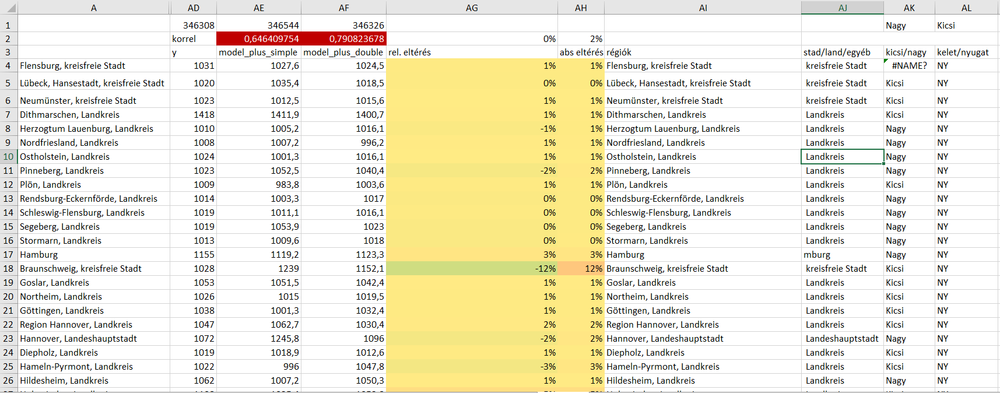 A AD AE AF AG AH AI AJ AK AL
1 346308 346544 346326 Nagy Kicsi
2 korrel 0,646409754 0,790823678 0% 2%
3 y model_plus_simple model_plus_double rel. eltérés abs eltérés régiók stad/land/egyéb kicsi/nagy kelet/nyugat
4 Flensburg, kreisfreie Stadt 1031 1027,6 1024,5 1% 1% Flensburg, kreisfreie Stadt kreisfreie Stadt #NAME? NY
5 Lübeck, Hansestadt, kreisfreie Stadt 1020 1035,4 1018,5 0% 0% Lübeck, Hansestadt, kreisfreie Stadt kreisfreie Stadt Kicsi NY
6 Neumünster, kreisfreie Stadt 1023 1012,5 1015,6 1% 1% Neumünster, kreisfreie Stadt kreisfreie Stadt Kicsi NY
7 Dithmarschen, Landkreis 1418 1411,9 1400,7 1% 1% Dithmarschen, Landkreis Landkreis Kicsi NY
8 Herzogtum Lauenburg, Landkreis 1010 1005,2 1016,1 -1% 1% Herzogtum Lauenburg, Landkreis Landkreis Nagy NY
9 Nordfriesland, Landkreis 1008 1007,2 996,2 1% 1% Nordfriesland, Landkreis Landkreis Nagy NY
10 Ostholstein, Landkreis 1024 1001,3 1016,1 1% 1% Ostholstein, Landkreis Landkreis Nagy NY
11 Pinneberg, Landkreis 1023 1052,5 1040,4 -2% 2% Pinneberg, Landkreis Landkreis Nagy NY
12 Plön, Landkreis 1009 983,8 1003,6 1% 1% Plön, Landkreis Landkreis Kicsi NY
13 Rendsburg-Eckernförde, Landkreis 1014 1003,3 1017 0% 0% Rendsburg-Eckernförde, Landkreis Landkreis Nagy NY
14 Schleswig-Flensburg, Landkreis 1019 1011,1 1016,1 0% 0% Schleswig-Flensburg, Landkreis Landkreis Nagy NY
15 Segeberg, Landkreis 1019 1053,9 1023 0% 0% Segeberg, Landkreis Landkreis Nagy NY
16 Stormarn, Landkreis 1013 1009,6 1018 0% 0% Stormarn, Landkreis Landkreis Nagy NY
17 Hamburg 1155 1119,2 1123,3 3% 3% Hamburg mburg Nagy NY
18 Braunschweig, kreisfreie Stadt 1028 1239 1152,1 -12% 12% Braunschweig, kreisfreie Stadt kreisfreie Stadt Kicsi NY
19 Goslar, Landkreis 1053 1051,5 1042,4 1% 1% Goslar, Landkreis Landkreis Kicsi NY
20 Northeim, Landkreis 1026 1015 1019,5 1% 1% Northeim, Landkreis Landkreis Kicsi NY
21 Göttingen, Landkreis 1038 1001,3 1032,4 1% 1% Göttingen, Landkreis Landkreis Kicsi NY
22 Region Hannover, Landkreis 1047 1062,7 1030,4 2% 2% Region Hannover, Landkreis Landkreis Kicsi NY
23 Hannover, Landeshauptstadt 1072 1245,8 1096 -2% 2% Hannover, Landeshauptstadt Landeshauptstadt Nagy NY
24 Diepholz, Landkreis 1019 1018,9 1012,6 1% 1% Diepholz, Landkreis Landkreis Kicsi NY
25 Hameln-Pyrmont, Landkreis 1022 996 1047,8 -3% 3% Hameln-Pyrmont, Landkreis Landkreis Kicsi NY
26 Hildesheim, Landkreis 1062 1007,2 1050,3 1% 1% Hildesheim, Landkreis Landkreis Nagy NY